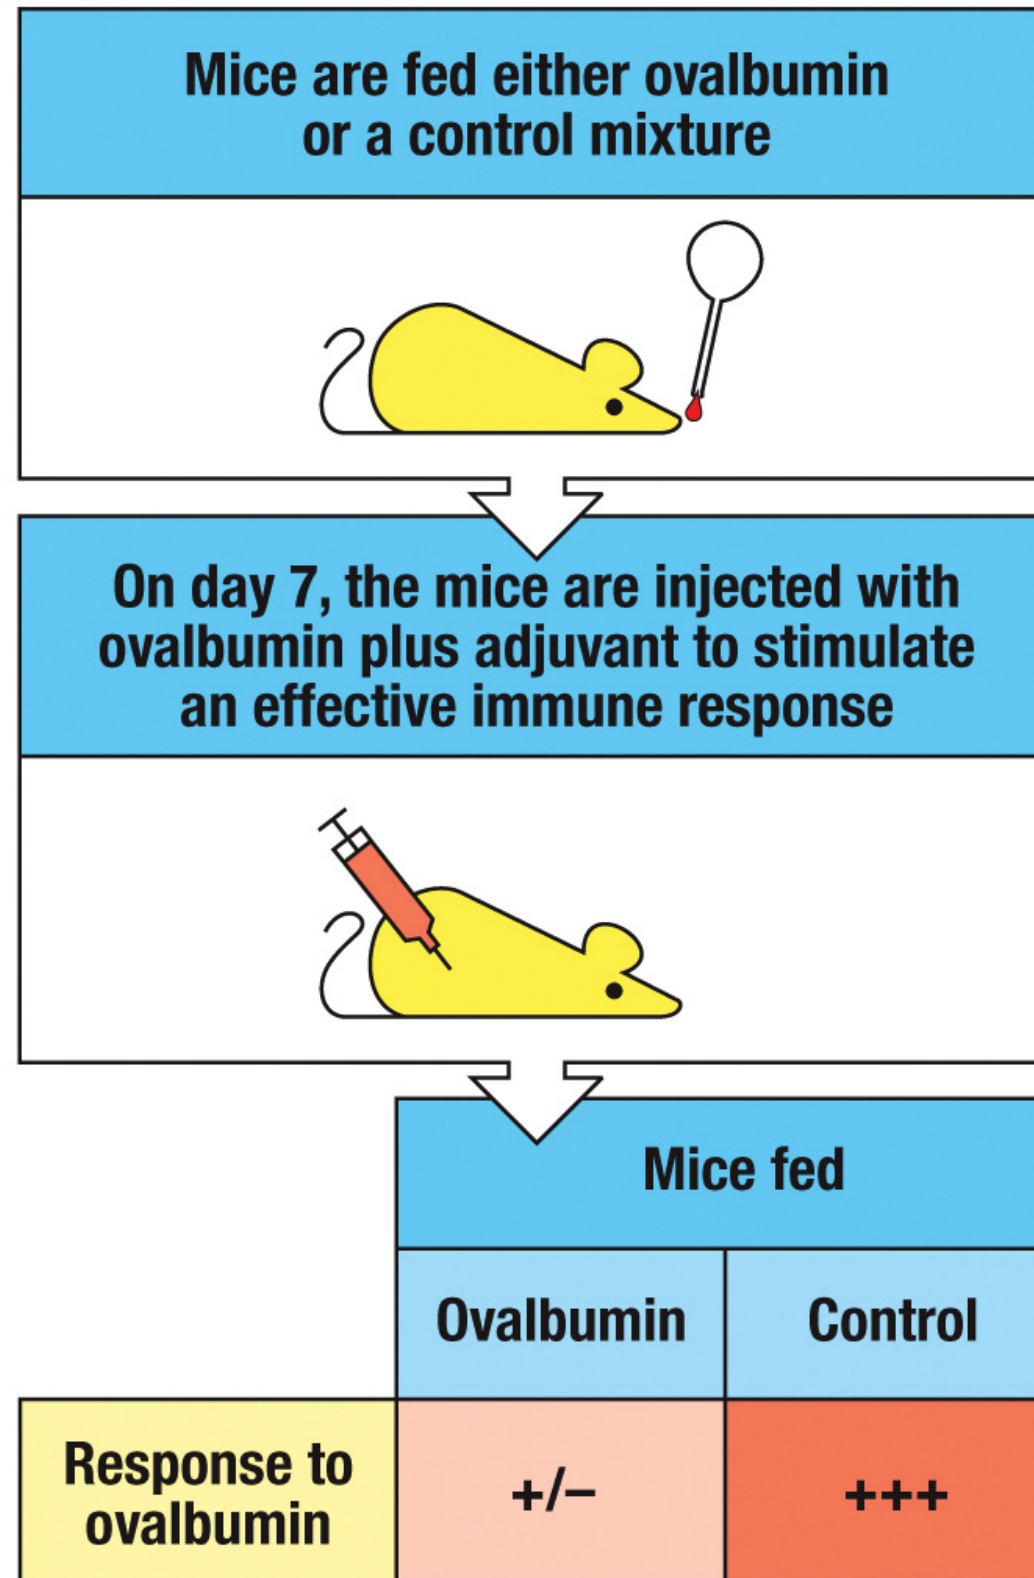 Mice are fed either ovalbumin
or a control mixture
On day 7, the mice are injected with
ovalbumin plus adjuvant to stimulate
an effective immune response
Mice fed
Ovalbumin
Control
Response to
ovalbumin
+/–
+++